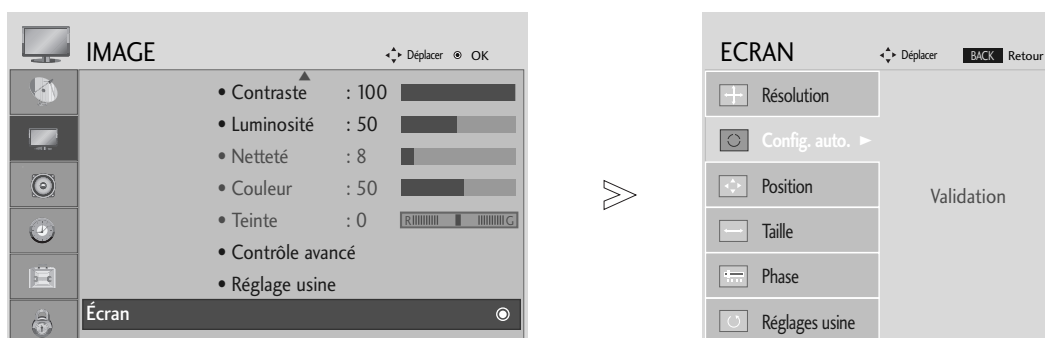 IMAGE
Déplacer OK
• Contraste : 100
• Luminosité : 50
• Netteté : 8
• Couleur : 50
• Teinte : 0 R G
• Contrôle avancé
• Réglage usine
Écran
ECRAN
Déplacer BACK Retour
Résolution
Config. auto. ►
Position
Taille
Phase
Réglages usine
Validation